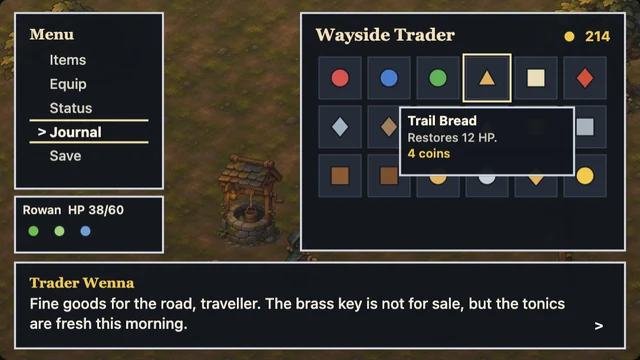 Menu
Items
Equip
Status
> Journal
Save
Rowan HP 38/60
Wayside Trader
214
Trail Bread
Restores 12 HP.
4 coins
Trader Wenna
Fine goods for the road, traveller. The brass key is not for sale, but the tonics
are fresh this morning.
>